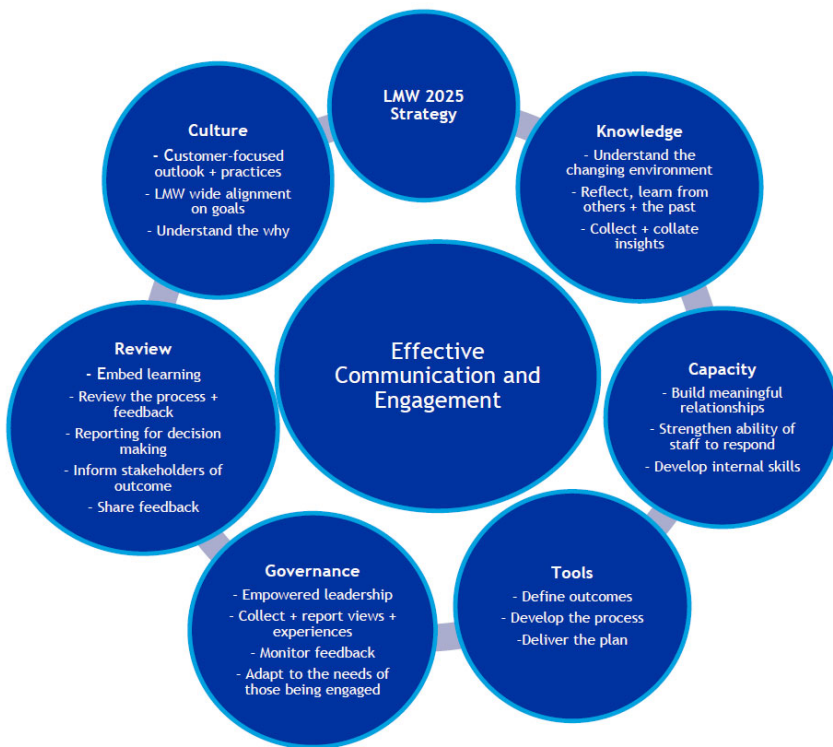 LMW 2025
Strategy
Knowledge
- Understand the
changing environment
- Reflect, learn from
others + the past
- Collect + collate
insights
Capacity
- Build meaningful
relationships
- Strengthen ability of
staff to respond
- Develop internal skills
Tools
- Define outcomes
- Develop the process
-Deliver the plan
Governance
- Empowered leadership
- Collect + report views +
experiences
- Monitor feedback
- Adapt to the needs of
those being engaged
Review
- Embed learning
- Review the process +
feedback
- Reporting for decision
making
- Inform stakeholders of
outcome
- Share feedback
Culture
- Customer-focused
outlook + practices
- LMW wide alignment
on goals
- Understand the why
Effective
Communication and
Engagement